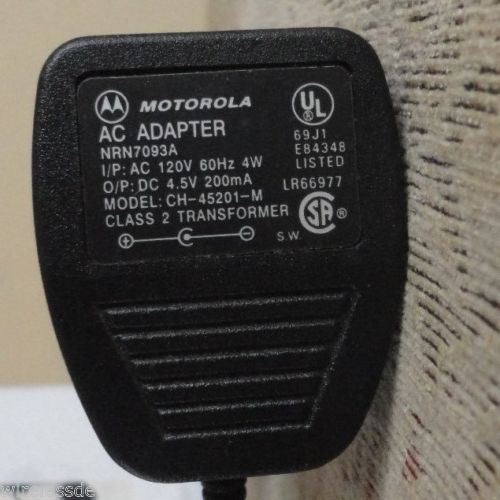 MOTOROLA
AC ADAPTER
NRN7093A
I/P: AC 120V 60Hz 4W
O/P: DC 4.5V 200mA
MODEL: CH-45201-M
CLASS 2 TRANSFORMER
UL
69J1
E84348
LISTED
LR66977
SA ®
S.W.